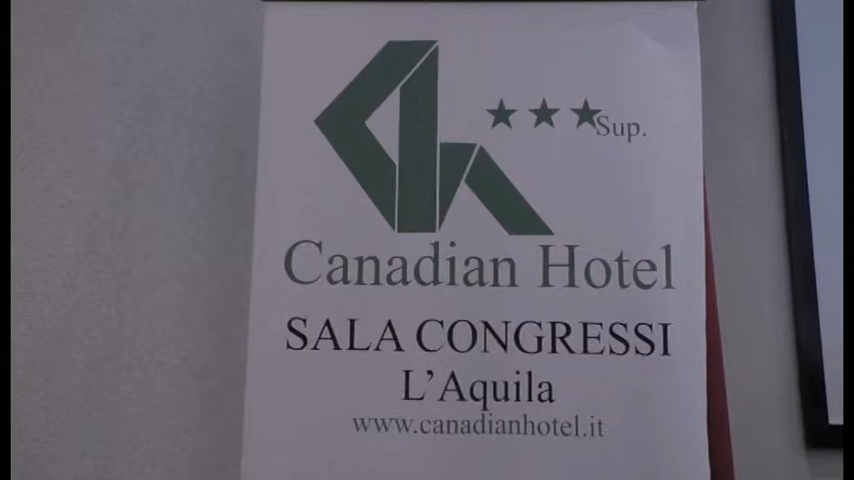 ★★★ Sup.
Canadian Hotel
SALA CONGRESSI
L'Aquila
www.canadianhotel.it